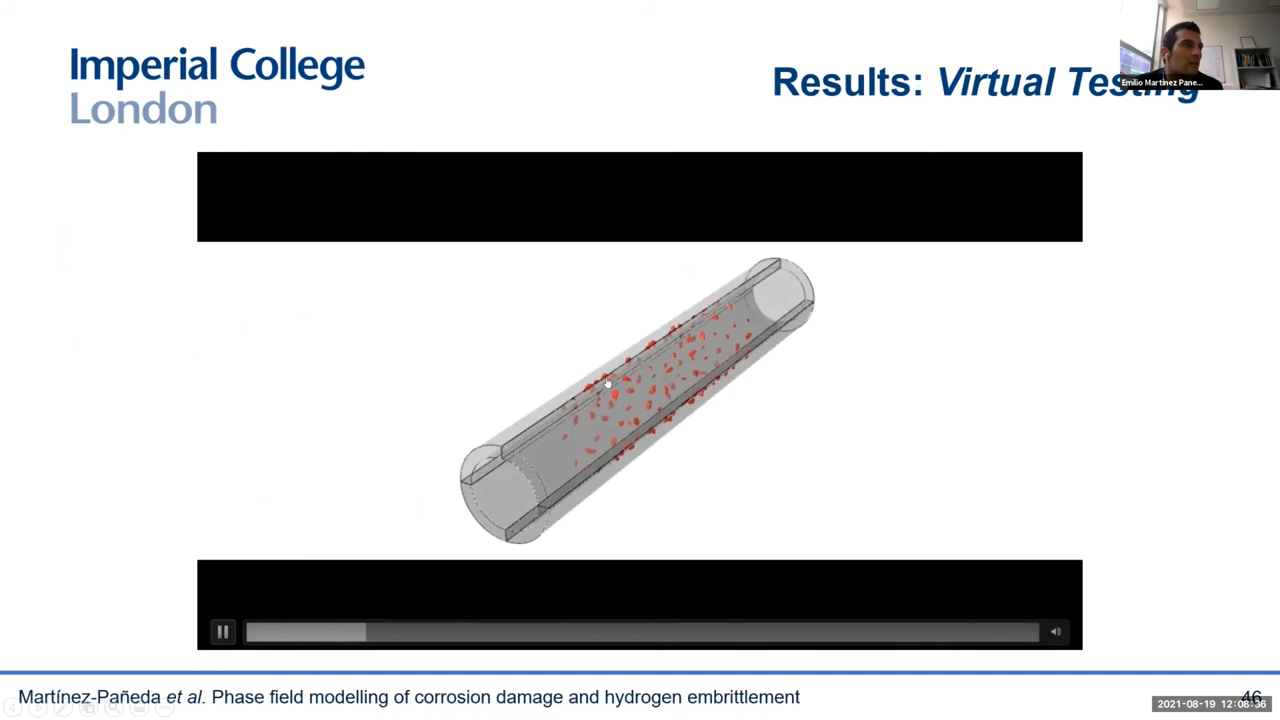 Imperial College
London
Results: Virtual Testing
Emilio Martínez Pane...
Martínez-Pañeda et al. Phase field modelling of corrosion damage and hydrogen embrittlement
46
2021-08-19 12:08:36